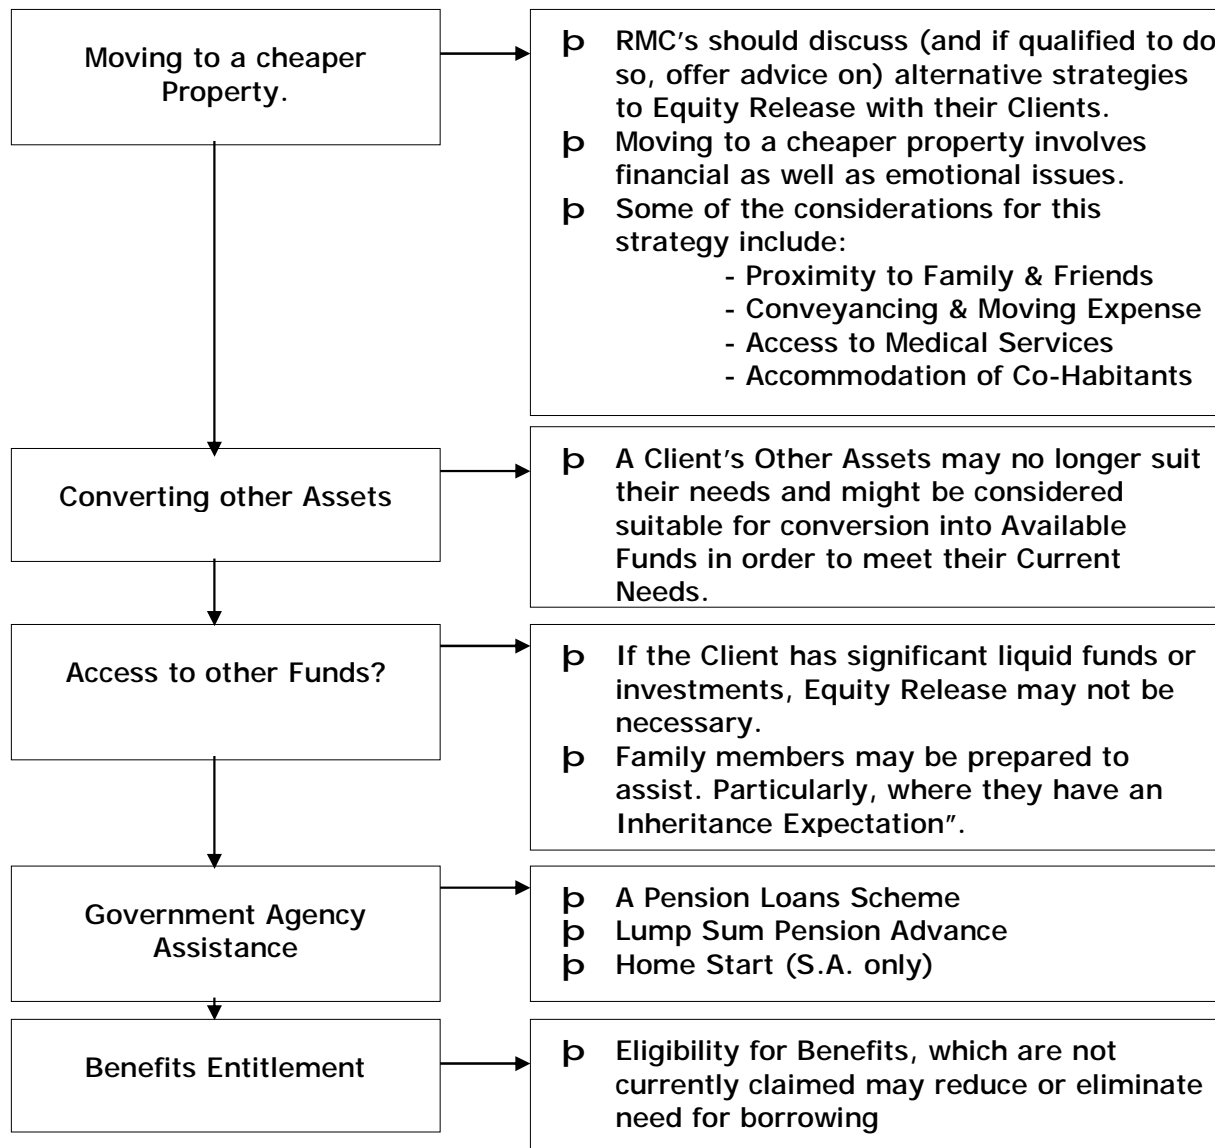 Moving to a cheaper
Property.
þ RMC's should discuss (and if qualified to do
so, offer advice on) alternative strategies
to Equity Release with their Clients.
þ Moving to a cheaper property involves
financial as well as emotional issues.
þ Some of the considerations for this
strategy include:
- Proximity to Family & Friends
- Conveyancing & Moving Expense
- Access to Medical Services
- Accommodation of Co-Habitants
Converting other Assets
þ A Client's Other Assets may no longer suit
their needs and might be considered
suitable for conversion into Available
Funds in order to meet their Current
Needs.
Access to other Funds?
þ If the Client has significant liquid funds or
investments, Equity Release may not be
necessary.
þ Family members may be prepared to
assist. Particularly, where they have an
Inheritance Expectation”.
Government Agency
Assistance
þ A Pension Loans Scheme
þ Lump Sum Pension Advance
þ Home Start (S.A. only)
Benefits Entitlement
þ Eligibility for Benefits, which are not
currently claimed may reduce or eliminate
need for borrowing